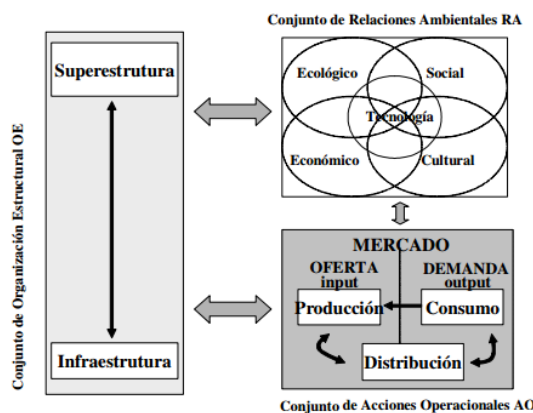 Conjunto de Relaciones Ambientales RA
Conjunto de Organización Estructural OE
Superestrutura
Infraestrutura
Ecológico
Social
Tecnología
Económico
Cultural
MERCADO
OFERTA
input
DEMANDA
output
Producción
Consumo
Distribución
Conjunto de Acciones Operacionales AO